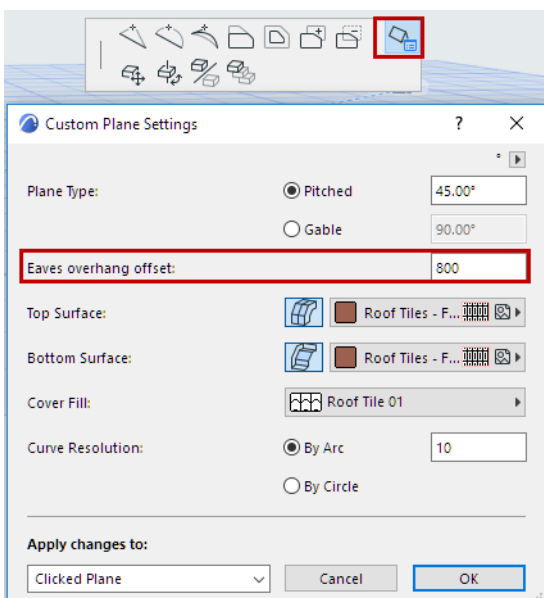 Custom Plane Settings ? ×
°
Plane Type: Pitched 45.00°
Gable 90.00°
Eaves overhang offset: 800
Top Surface: Roof Tiles - F...
Bottom Surface: Roof Tiles - F...
Cover Fill: Roof Tile 01
Curve Resolution: By Arc 10
By Circle
Apply changes to:
Clicked Plane Cancel OK